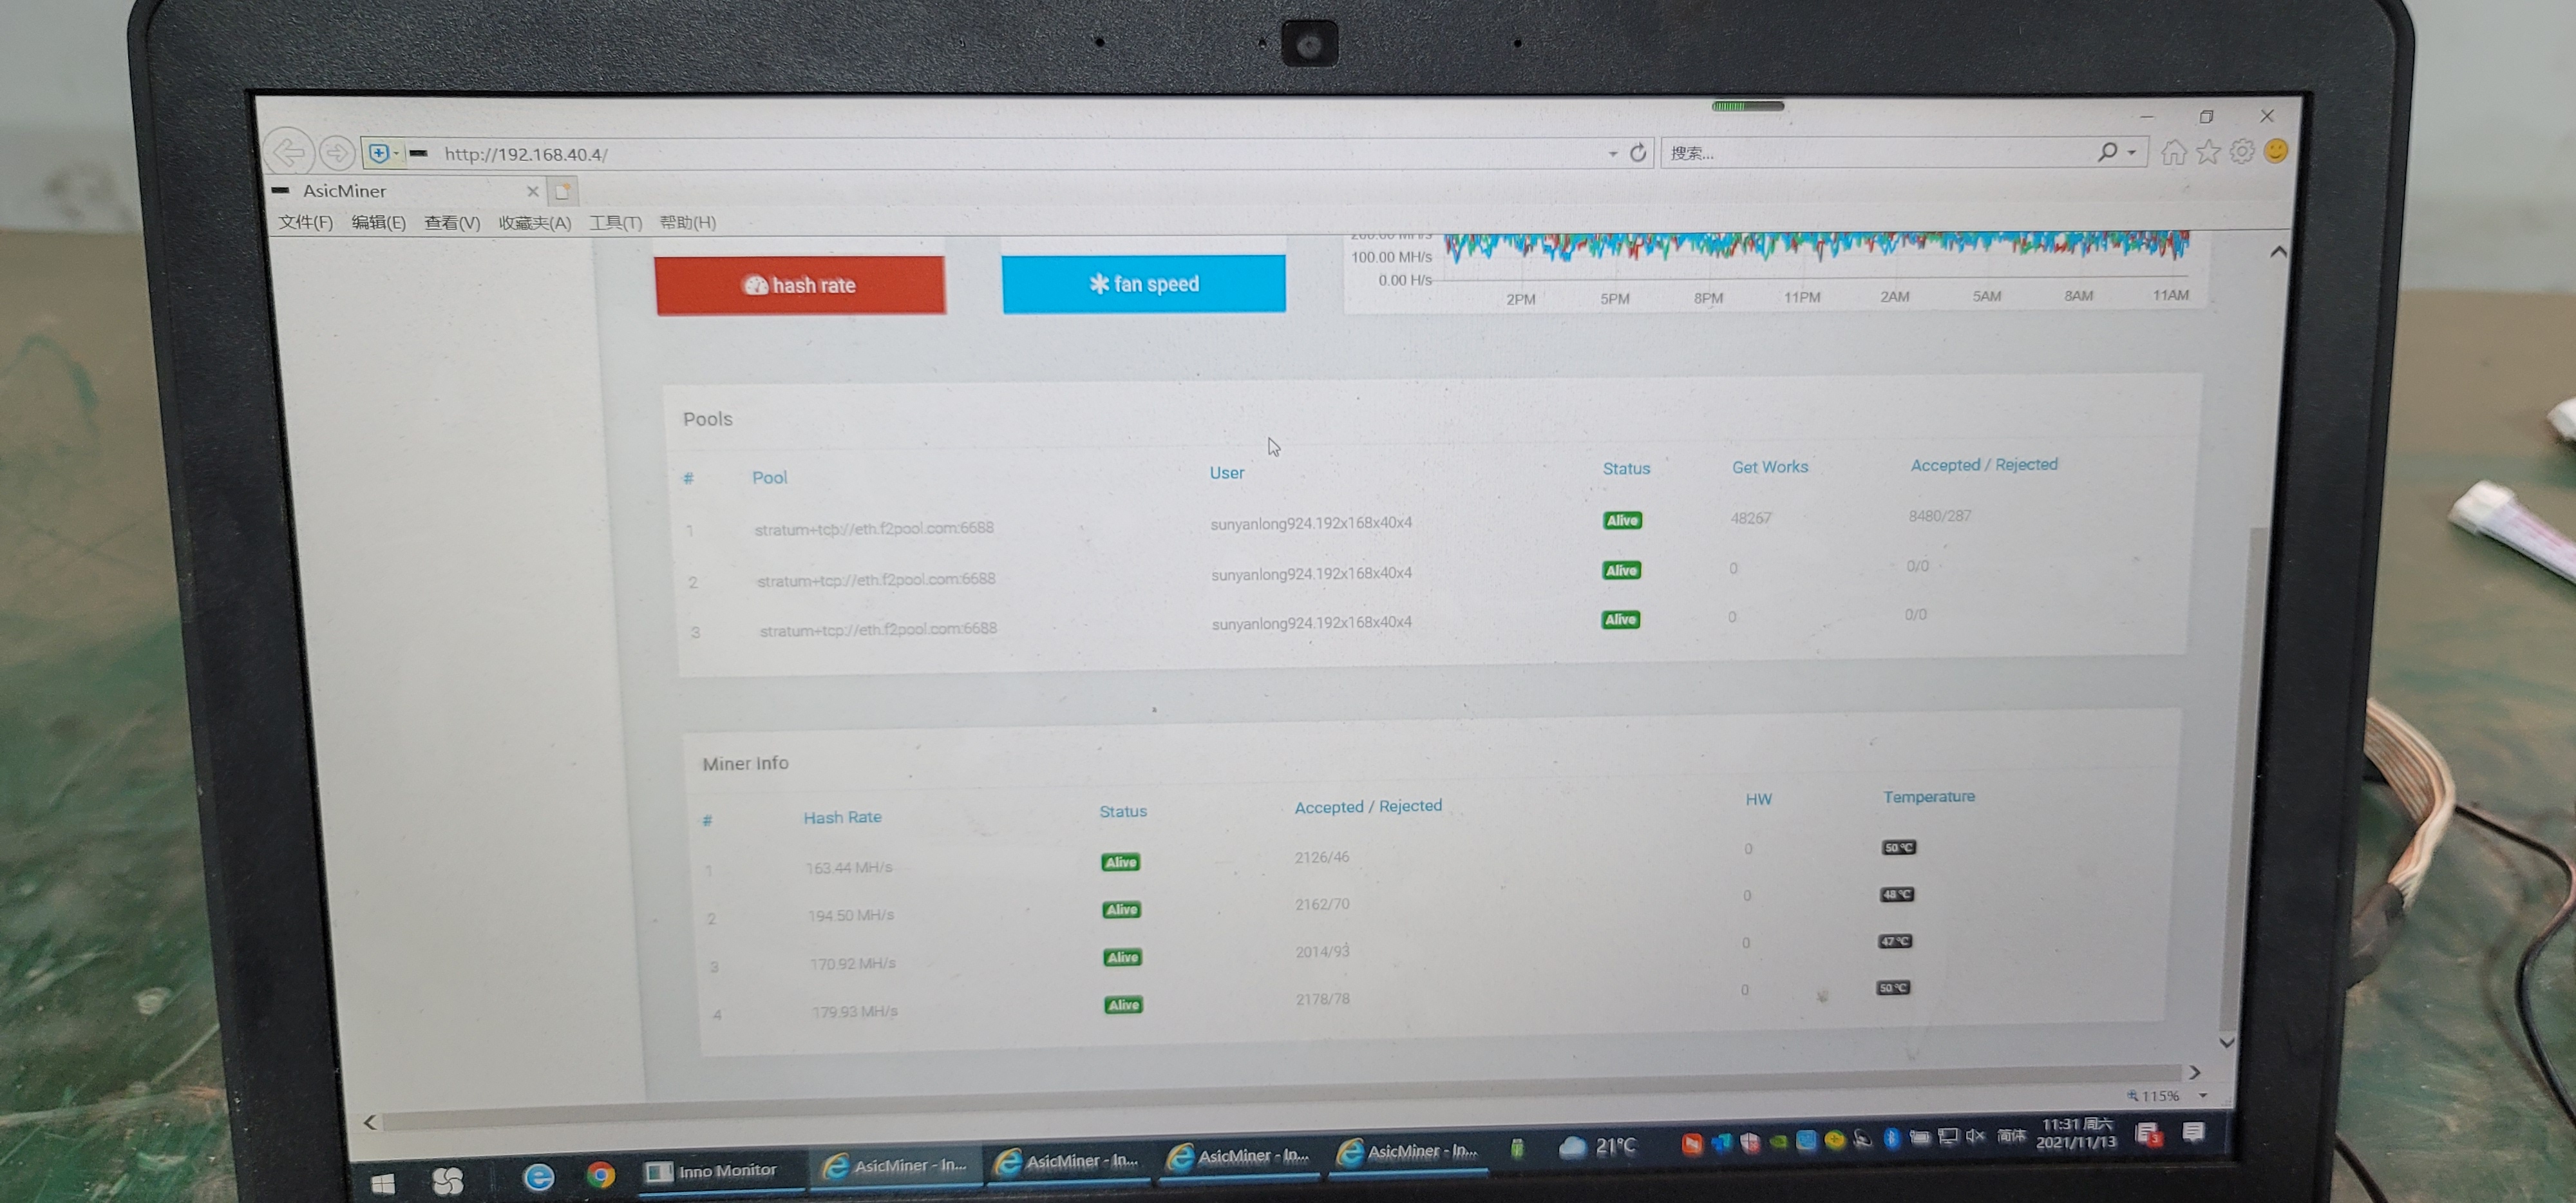 http://192.168.40.4/
搜索...
AsicMiner
文件(F) 编辑(E) 查看(V) 收藏夹(A) 工具(T) 帮助(H)
hash rate
fan speed
100.00 MH/s
0.00 H/s
2PM 5PM 8PM 11PM 2AM 5AM 8AM 11AM
Pools
# Pool User Status Get Works Accepted / Rejected
1 stratum+tcp://eth.f2pool.com:6688 sunyanlong924.192x168x40x4 Alive 48267 8480/287
2 stratum+tcp://eth.f2pool.com:6688 sunyanlong924.192x168x40x4 Alive 0 0/0
3 stratum+tcp://eth.f2pool.com:6688 sunyanlong924.192x168x40x4 Alive 0 0/0
Miner Info
# Hash Rate Status Accepted / Rejected HW Temperature
1 163.44 MH/s Alive 2126/46 0 50 °C
2 194.50 MH/s Alive 2162/70 0 48 °C
3 170.92 MH/s Alive 2014/93 0 47 °C
4 179.93 MH/s Alive 2178/78 0 50 °C
115%
Inno Monitor
AsicMiner - In...
AsicMiner - In...
AsicMiner - In...
AsicMiner - In...
21°C
简体
11:31 周六
2021/11/13
3